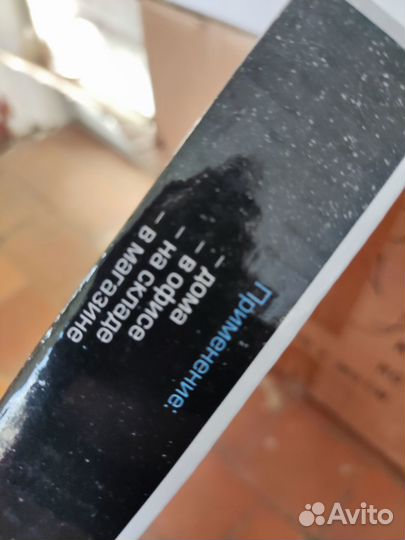 Применение:
– дома
– в офисе
– на складе
– в магазине
Avito